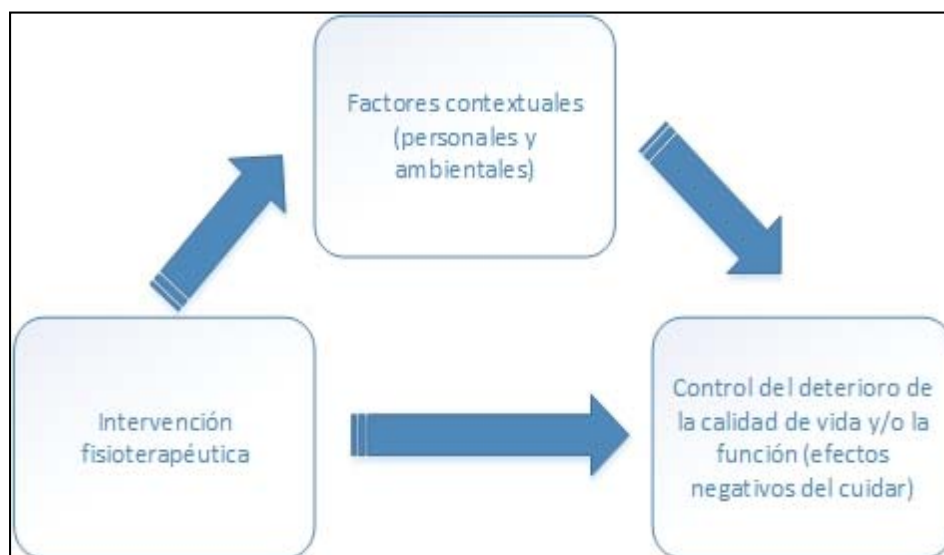 Factores contextuales
(personales y
ambientales)
Intervención
fisioterapéutica
Control del deterioro de
la calidad de vida y/o la
función (efectos
negativos del cuidar)